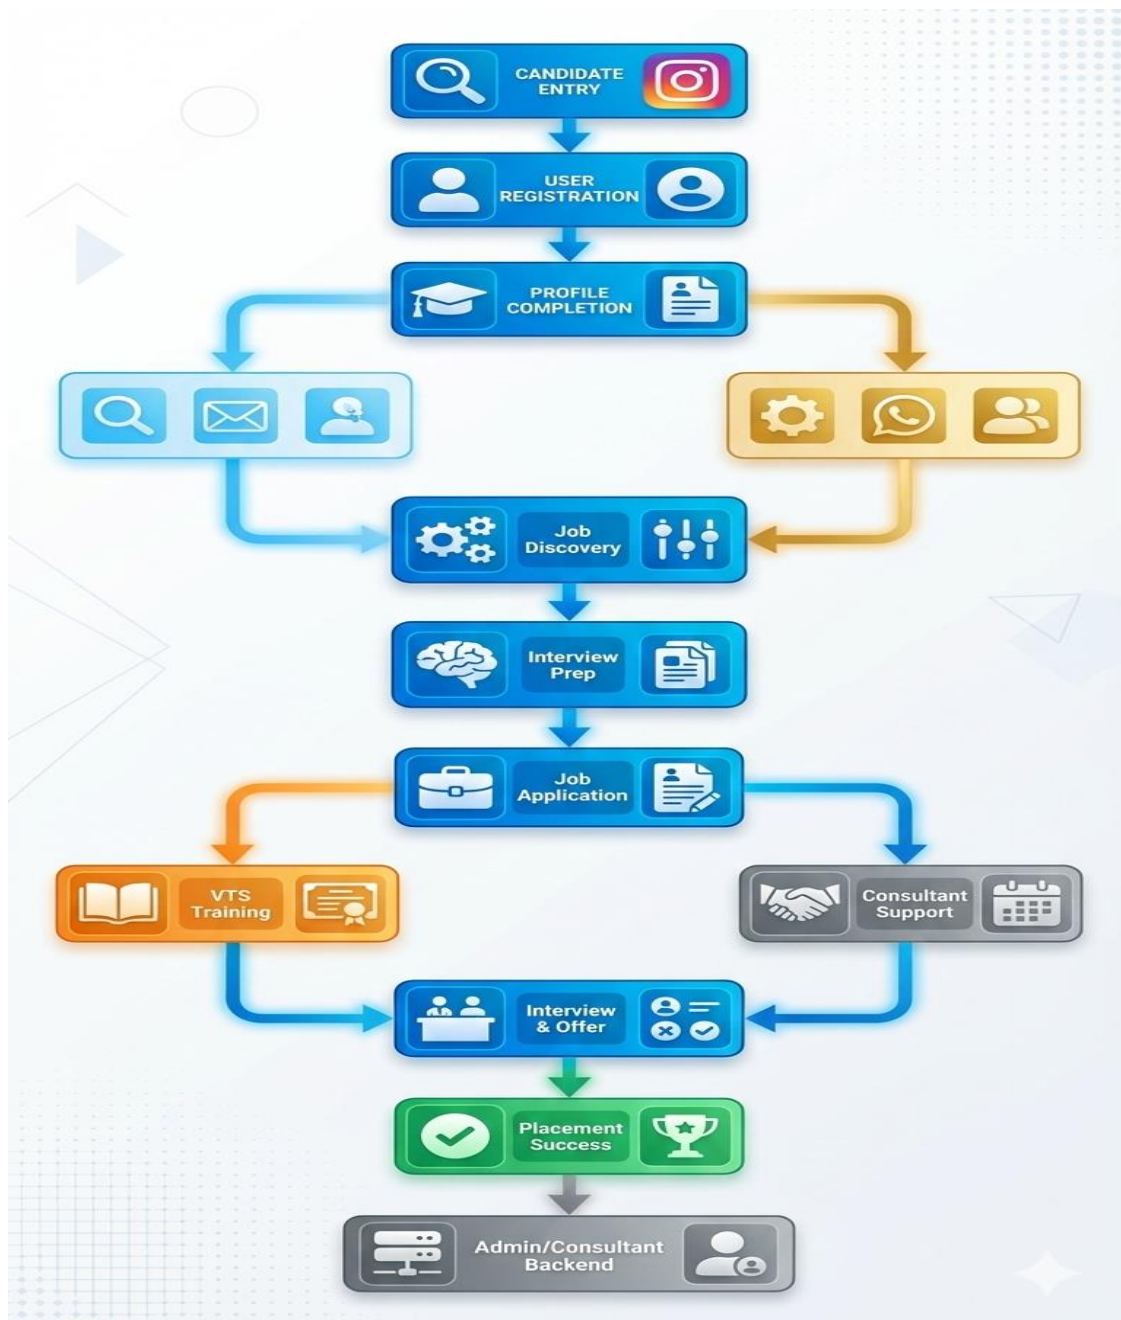 CANDIDATE
ENTRY
USER
REGISTRATION
PROFILE
COMPLETION
Job
Discovery
Interview
Prep
Job
Application
VTS
Training
Consultant
Support
Interview
& Offer
Placement
Success
Admin/Consultant
Backend